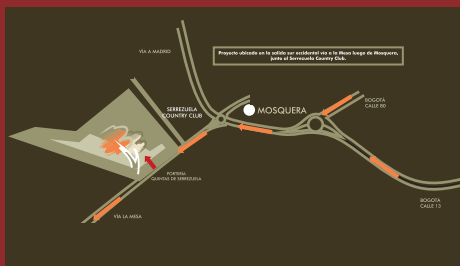 VÍA A MADRID
Proyecto ubicado en la salida sur occidental vía a la Mesa luego de Mosquera,
junto al Serrezuela Country Club.
SERREZUELA
COUNTRY CLUB
MOSQUERA
BOGOTÁ
CALLE 80
PORTERÍA
QUINTAS DE SERREZUELA
VÍA LA MESA
BOGOTÁ
CALLE 13